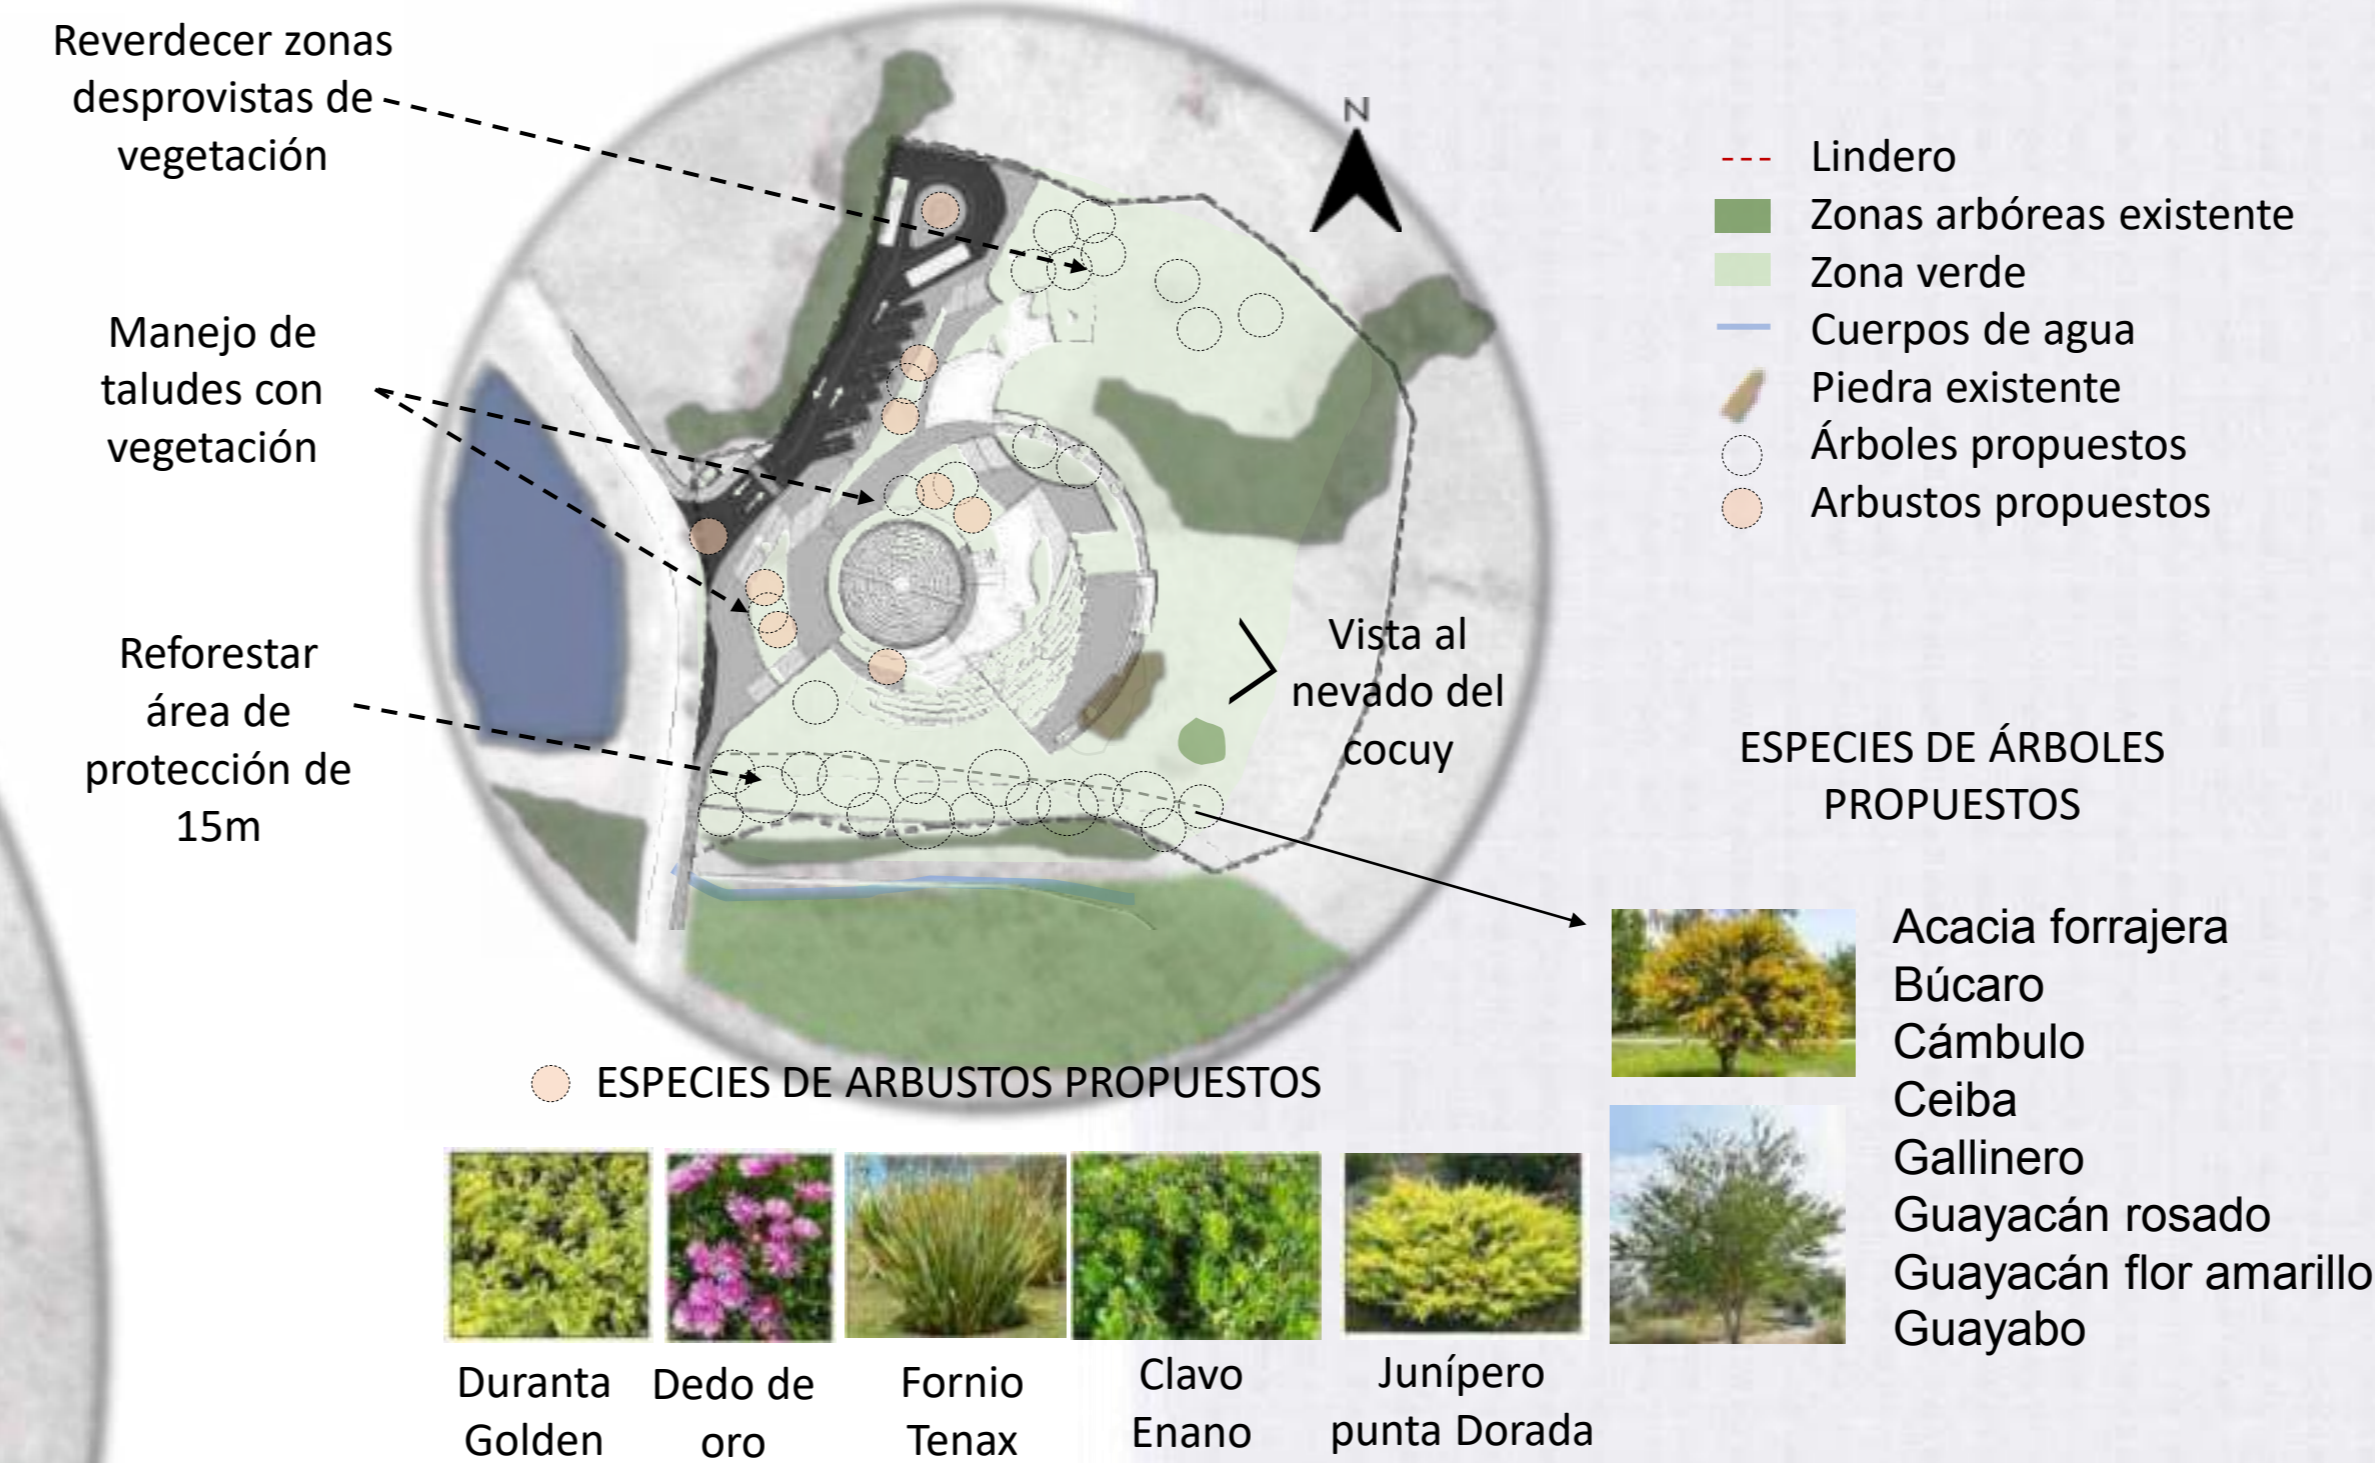 Reverdecer zonas
desprovistas de
vegetación
Manejo de
taludes con
vegetación
Reforestar
área de
protección de
15m
N
Vista al
nevado del
cocuy
Lindero
Zonas arbóreas existente
Zona verde
Cuerpos de agua
Piedra existente
Árboles propuestos
Arbustos propuestos
ESPECIES DE ÁRBOLES
PROPUESTOS
Acacia forrajera
Búcaro
Cámbulo
Ceiba
Gallinero
Guayacán rosado
Guayacán flor amarillo
Guayabo
ESPECIES DE ARBUSTOS PROPUESTOS
Duranta
Golden
Dedo de
oro
Fornio
Tenax
Clavo
Enano
Junípero
punta Dorada